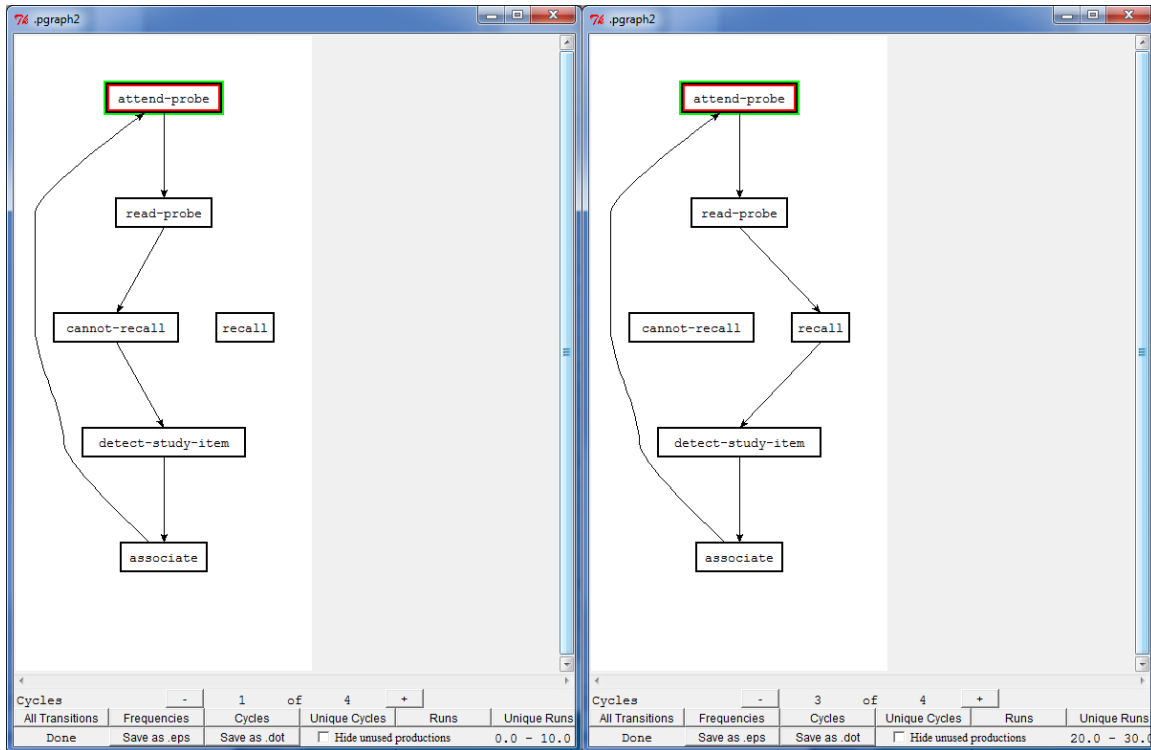 .pgraph2
attend-probe
read-probe
cannot-recall recall
detect-study-item
associate
Cycles - 1 of 4 +
All Transitions Frequencies Cycles Unique Cycles Runs Unique Runs
Done Save as .eps Save as .dot Hide unused productions 0.0 - 10.0
.pgraph2
attend-probe
read-probe
cannot-recall recall
detect-study-item
associate
Cycles - 3 of 4 +
All Transitions Frequencies Cycles Unique Cycles Runs Unique Runs
Done Save as .eps Save as .dot Hide unused productions 20.0 - 30.0